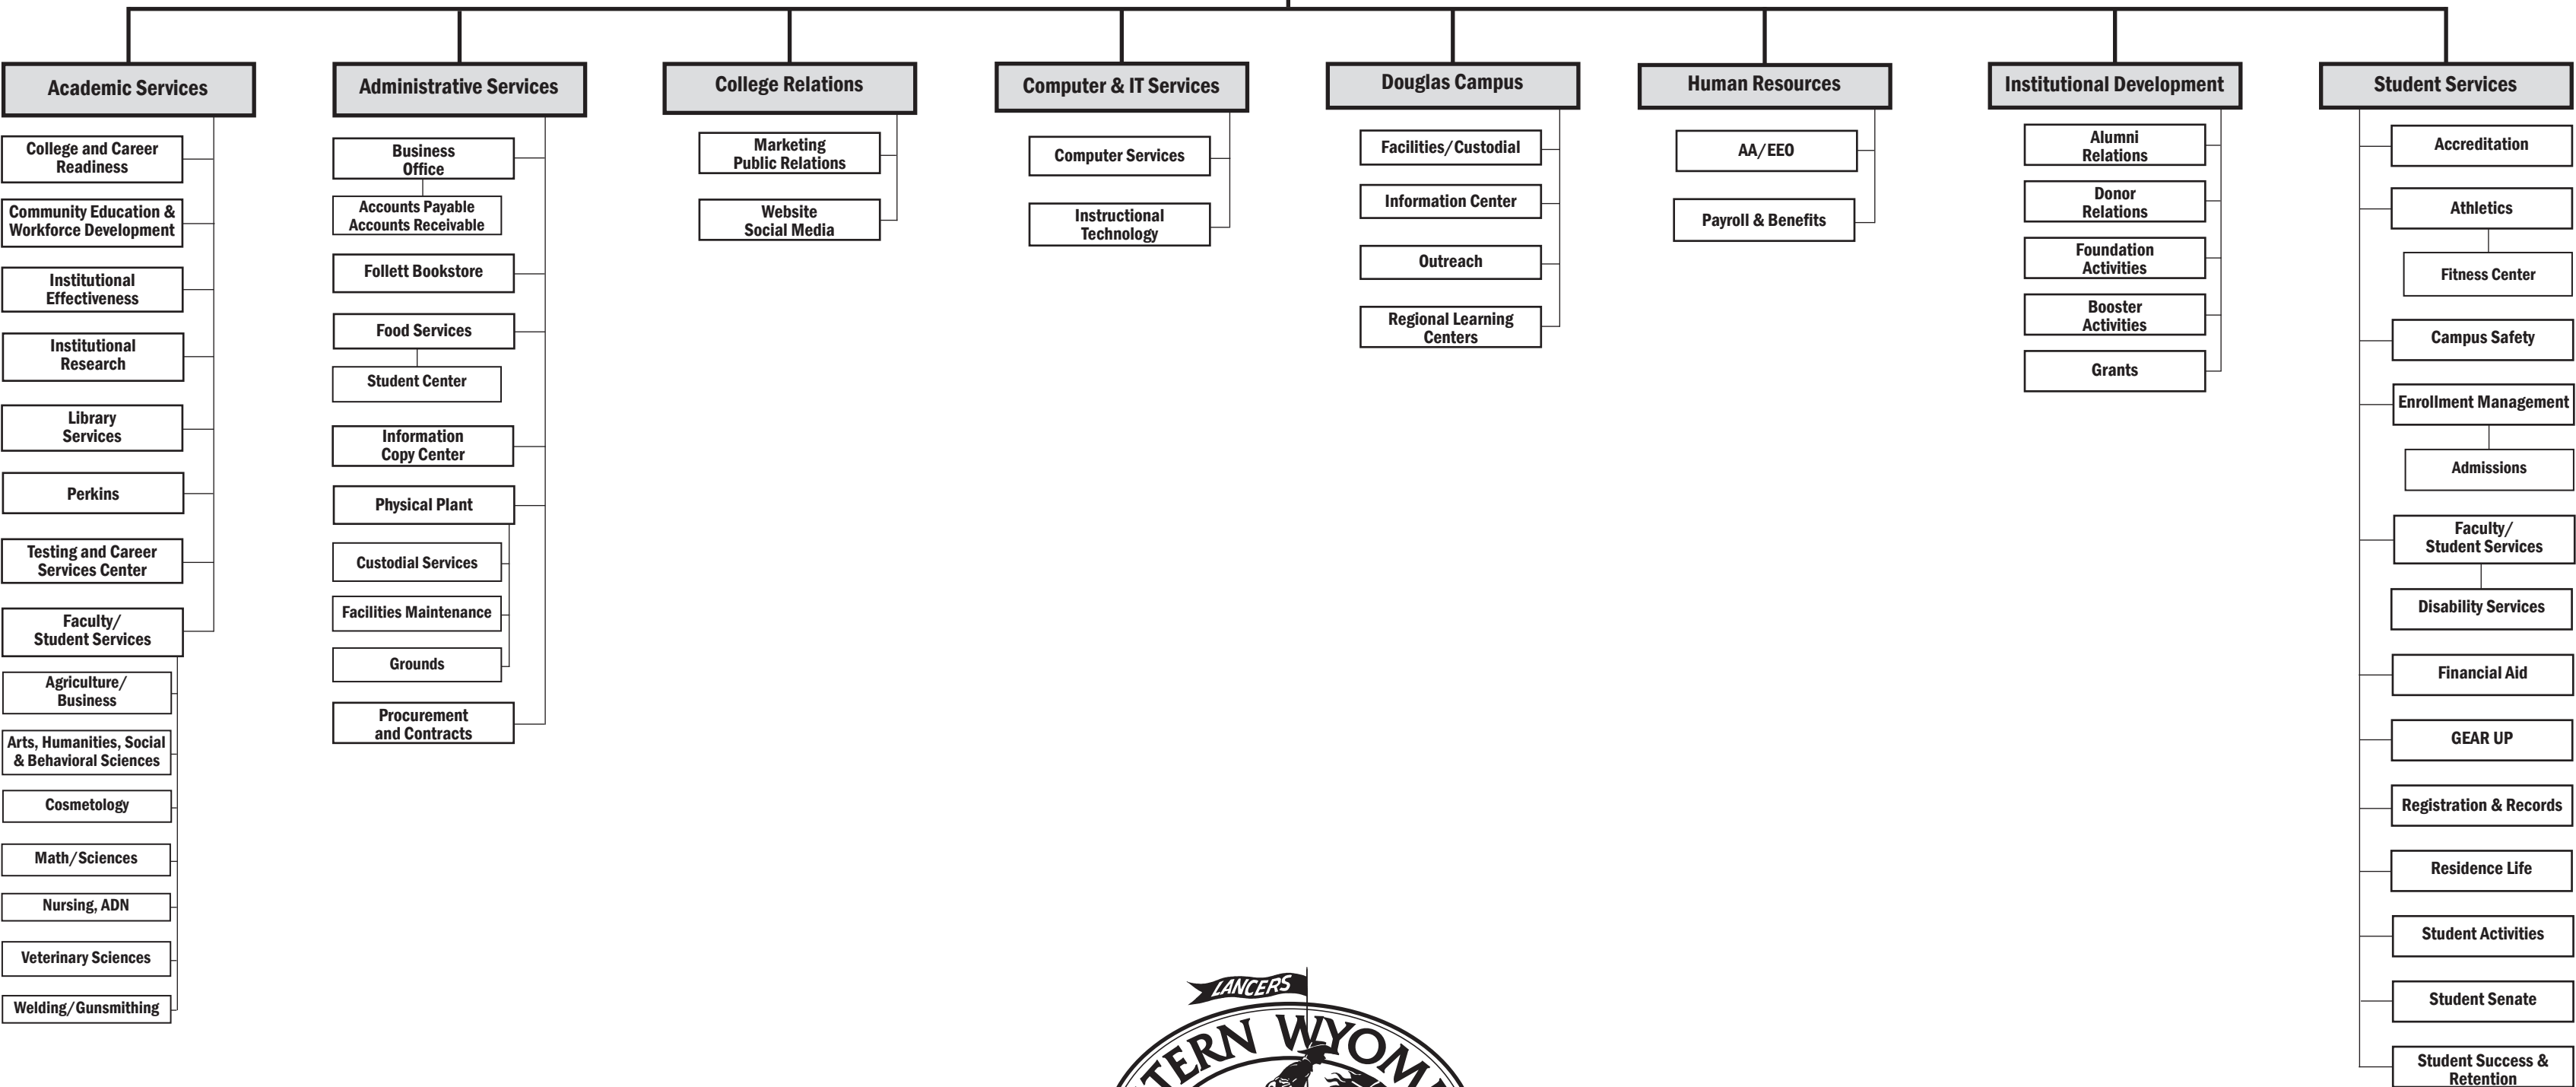 Academic Services
College and Career
Readiness
Community Education &
Workforce Development
Institutional
Effectiveness
Institutional
Research
Library
Services
Perkins
Testing and Career
Services Center
Faculty/
Student Services
Agriculture/
Business
Arts, Humanities, Social
& Behavioral Sciences
Cosmetology
Math/Sciences
Nursing, ADN
Veterinary Sciences
Welding/Gunsmithing
Administrative Services
Business
Office
Accounts Payable
Accounts Receivable
Follett Bookstore
Food Services
Student Center
Information
Copy Center
Physical Plant
Custodial Services
Facilities Maintenance
Grounds
Procurement
and Contracts
College Relations
Marketing
Public Relations
Website
Social Media
Computer & IT Services
Computer Services
Instructional
Technology
Douglas Campus
Facilities/Custodial
Information Center
Outreach
Regional Learning
Centers
Human Resources
AA/EEO
Payroll & Benefits
Institutional Development
Alumni
Relations
Donor
Relations
Foundation
Activities
Booster
Activities
Grants
Student Services
Accreditation
Athletics
Fitness Center
Campus Safety
Enrollment Management
Admissions
Faculty/
Student Services
Disability Services
Financial Aid
GEAR UP
Registration & Records
Residence Life
Student Activities
Student Senate
Student Success &
Retention
LANCERS
TERN WYOM